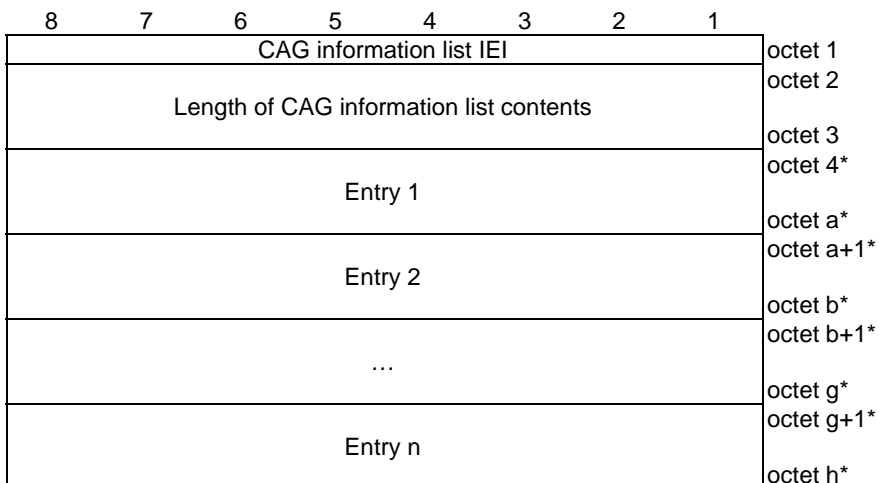 8 7 6 5 4 3 2 1
CAG information list IEI octet 1
octet 2
Length of CAG information list contents
octet 3
octet 4*
Entry 1
octet a*
octet a+1*
Entry 2
octet b*
octet b+1*
…
octet g*
octet g+1*
Entry n
octet h*